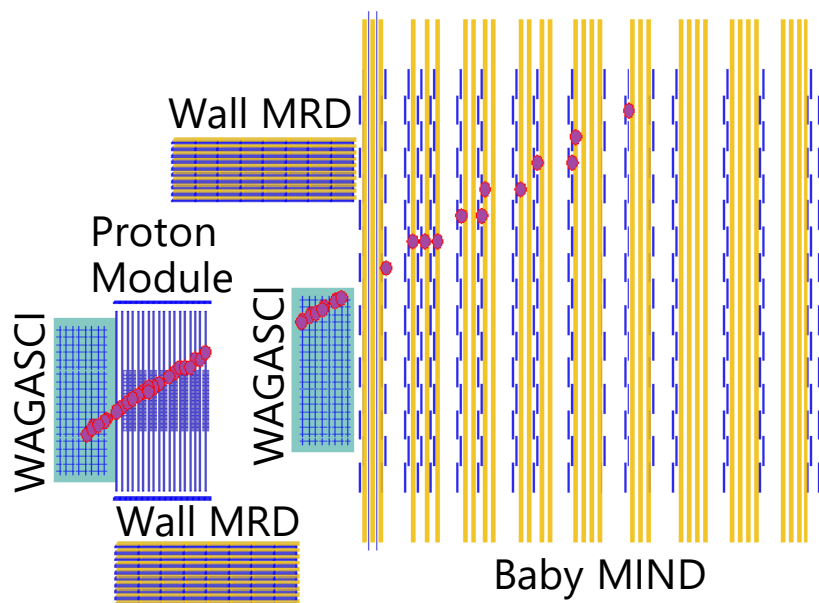 Wall MRD
Proton
Module
WAGASCI
WAGASCI
Wall MRD
Baby MIND